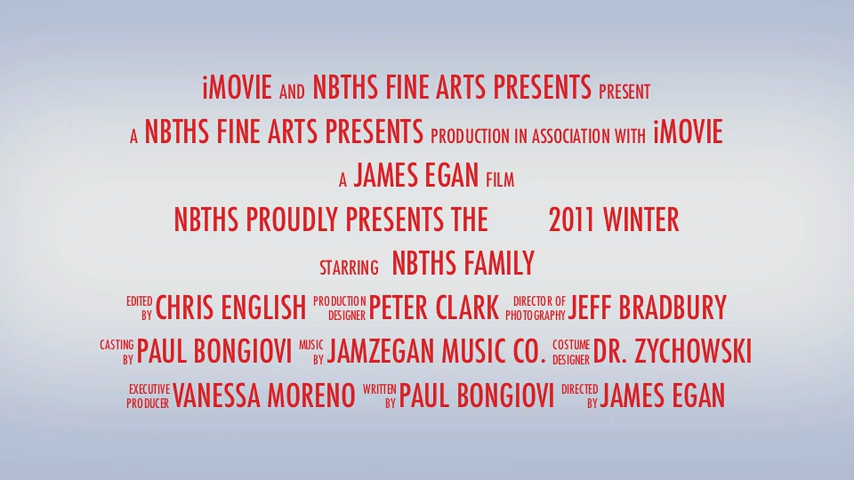 iMOVIE AND NBTHS FINE ARTS PRESENTS PRESENT
A NBTHS FINE ARTS PRESENTS PRODUCTION IN ASSOCIATION WITH iMOVIE
A JAMES EGAN FILM
NBTHS PROUDLY PRESENTS THE 2011 WINTER
STARRING NBTHS FAMILY
EDITED BY CHRIS ENGLISH PRODUCTION DESIGNER PETER CLARK DIRECTOR OF PHOTOGRAPHY JEFF BRADBURY
CASTING BY PAUL BONGIOVI MUSIC BY JAMZEGAN MUSIC CO. COSTUME DESIGNER DR. ZYCHOWSKI
EXECUTIVE PRODUCER VANESSA MORENO WRITTEN BY PAUL BONGIOVI DIRECTED BY JAMES EGAN